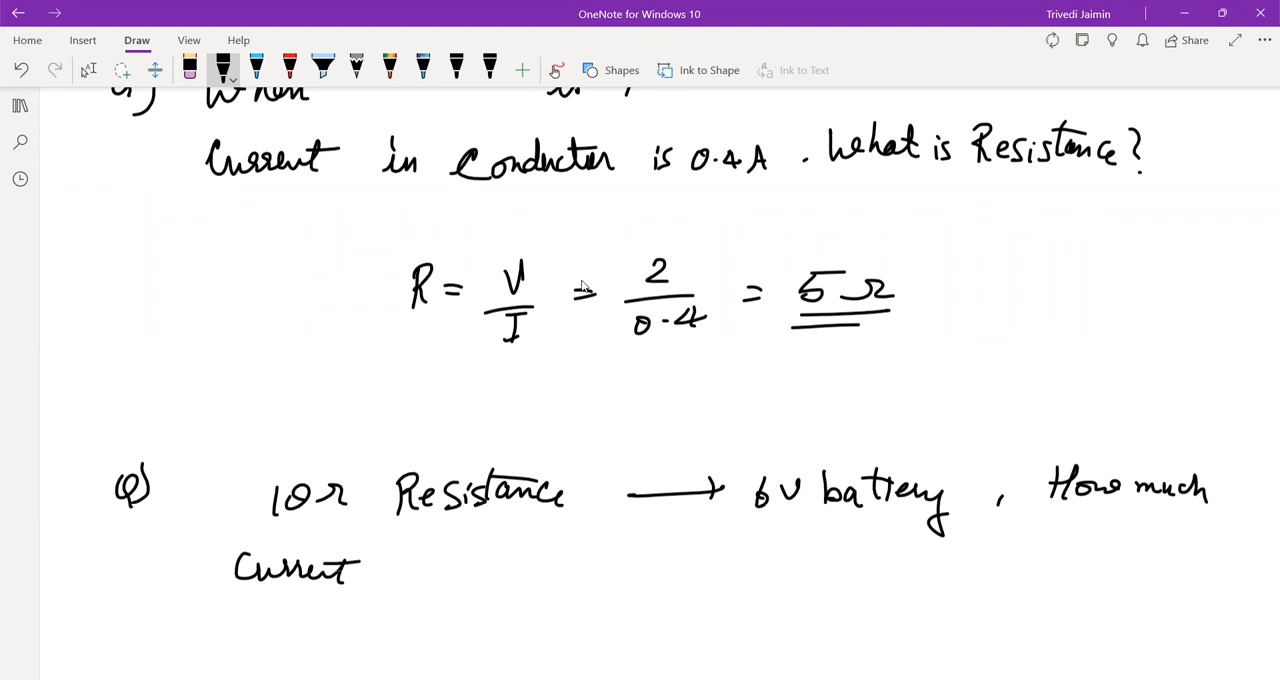 OneNote for Windows 10
Trivedi Jaimin
Home Insert Draw View Help
Share
Shapes Ink to Shape Ink to Text
When
Current in Conductor is 0.4A . What is Resistance?
R = V/I = 2/0.4 = 5Ω
Q) 10Ω Resistance → 6V battery , How much
Current